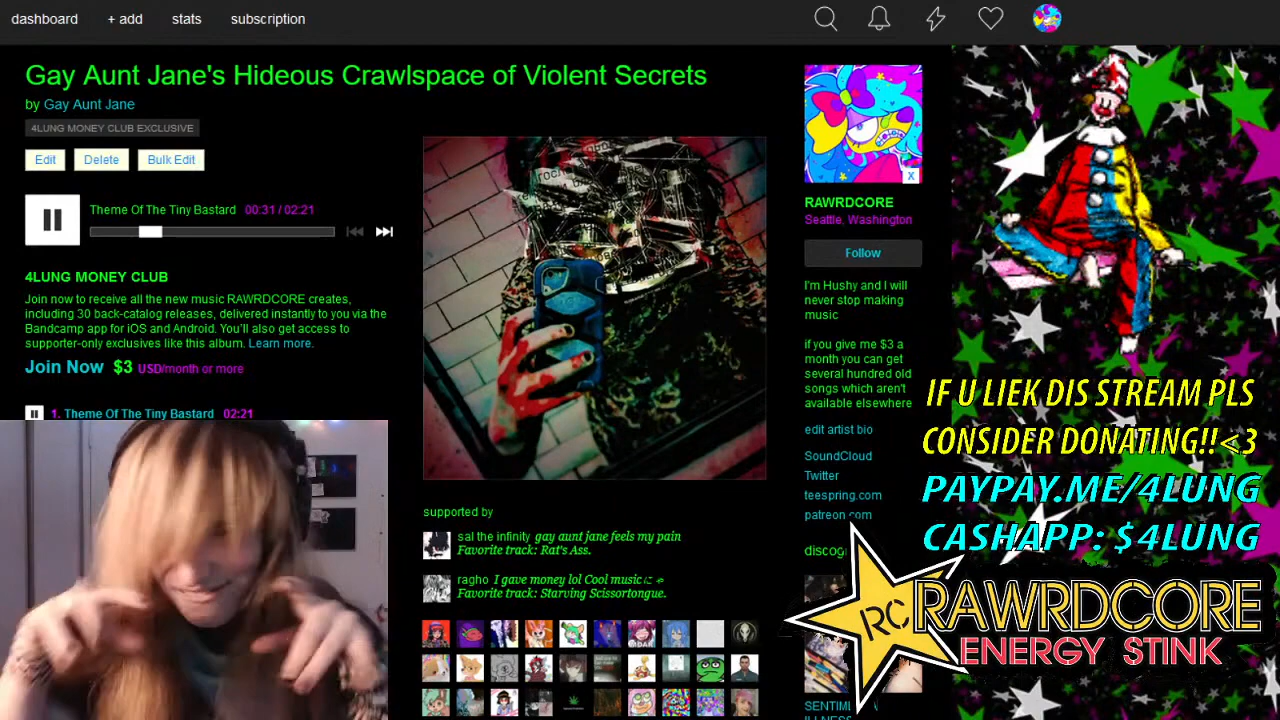 dashboard
+ add
stats
subscription
Gay Aunt Jane's Hideous Crawlspace of Violent Secrets
by Gay Aunt Jane
4LUNG MONEY CLUB EXCLUSIVE
Edit
Delete
Bulk Edit
Theme Of The Tiny Bastard 00:31 / 02:21
4LUNG MONEY CLUB
Join now to receive all the new music RAWRDCORE creates,
including 30 back-catalog releases, delivered instantly to you via the
Bandcamp app for iOS and Android. You'll also get access to
supporter-only exclusives like this album. Learn more.
Join Now $3 USD/month or more
1. Theme Of The Tiny Bastard 02:21
supported by
sal the infinity gay aunt jane feels my pain
Favorite track: Rat's Ass.
ragho I gave money lol Cool music
Favorite track: Starving Scissortongue.
X
RAWRDCORE
Seattle, Washington
Follow
I'm Hushy and I will
never stop making
music
if you give me $3 a
month you can get
several hundred old
songs which aren't
available elsewhere
edit artist bio
SoundCloud
Twitter
teespring.com
patreon.com
discog
SENTIM
ILLNESS
IF U LIEK DIS STREAM PLS
CONSIDER DONATING!!<3
PAYPAY.ME/4LUNG
CASHAPP: $4LUNG
RC
RAWRDCORE
ENERGY STINK